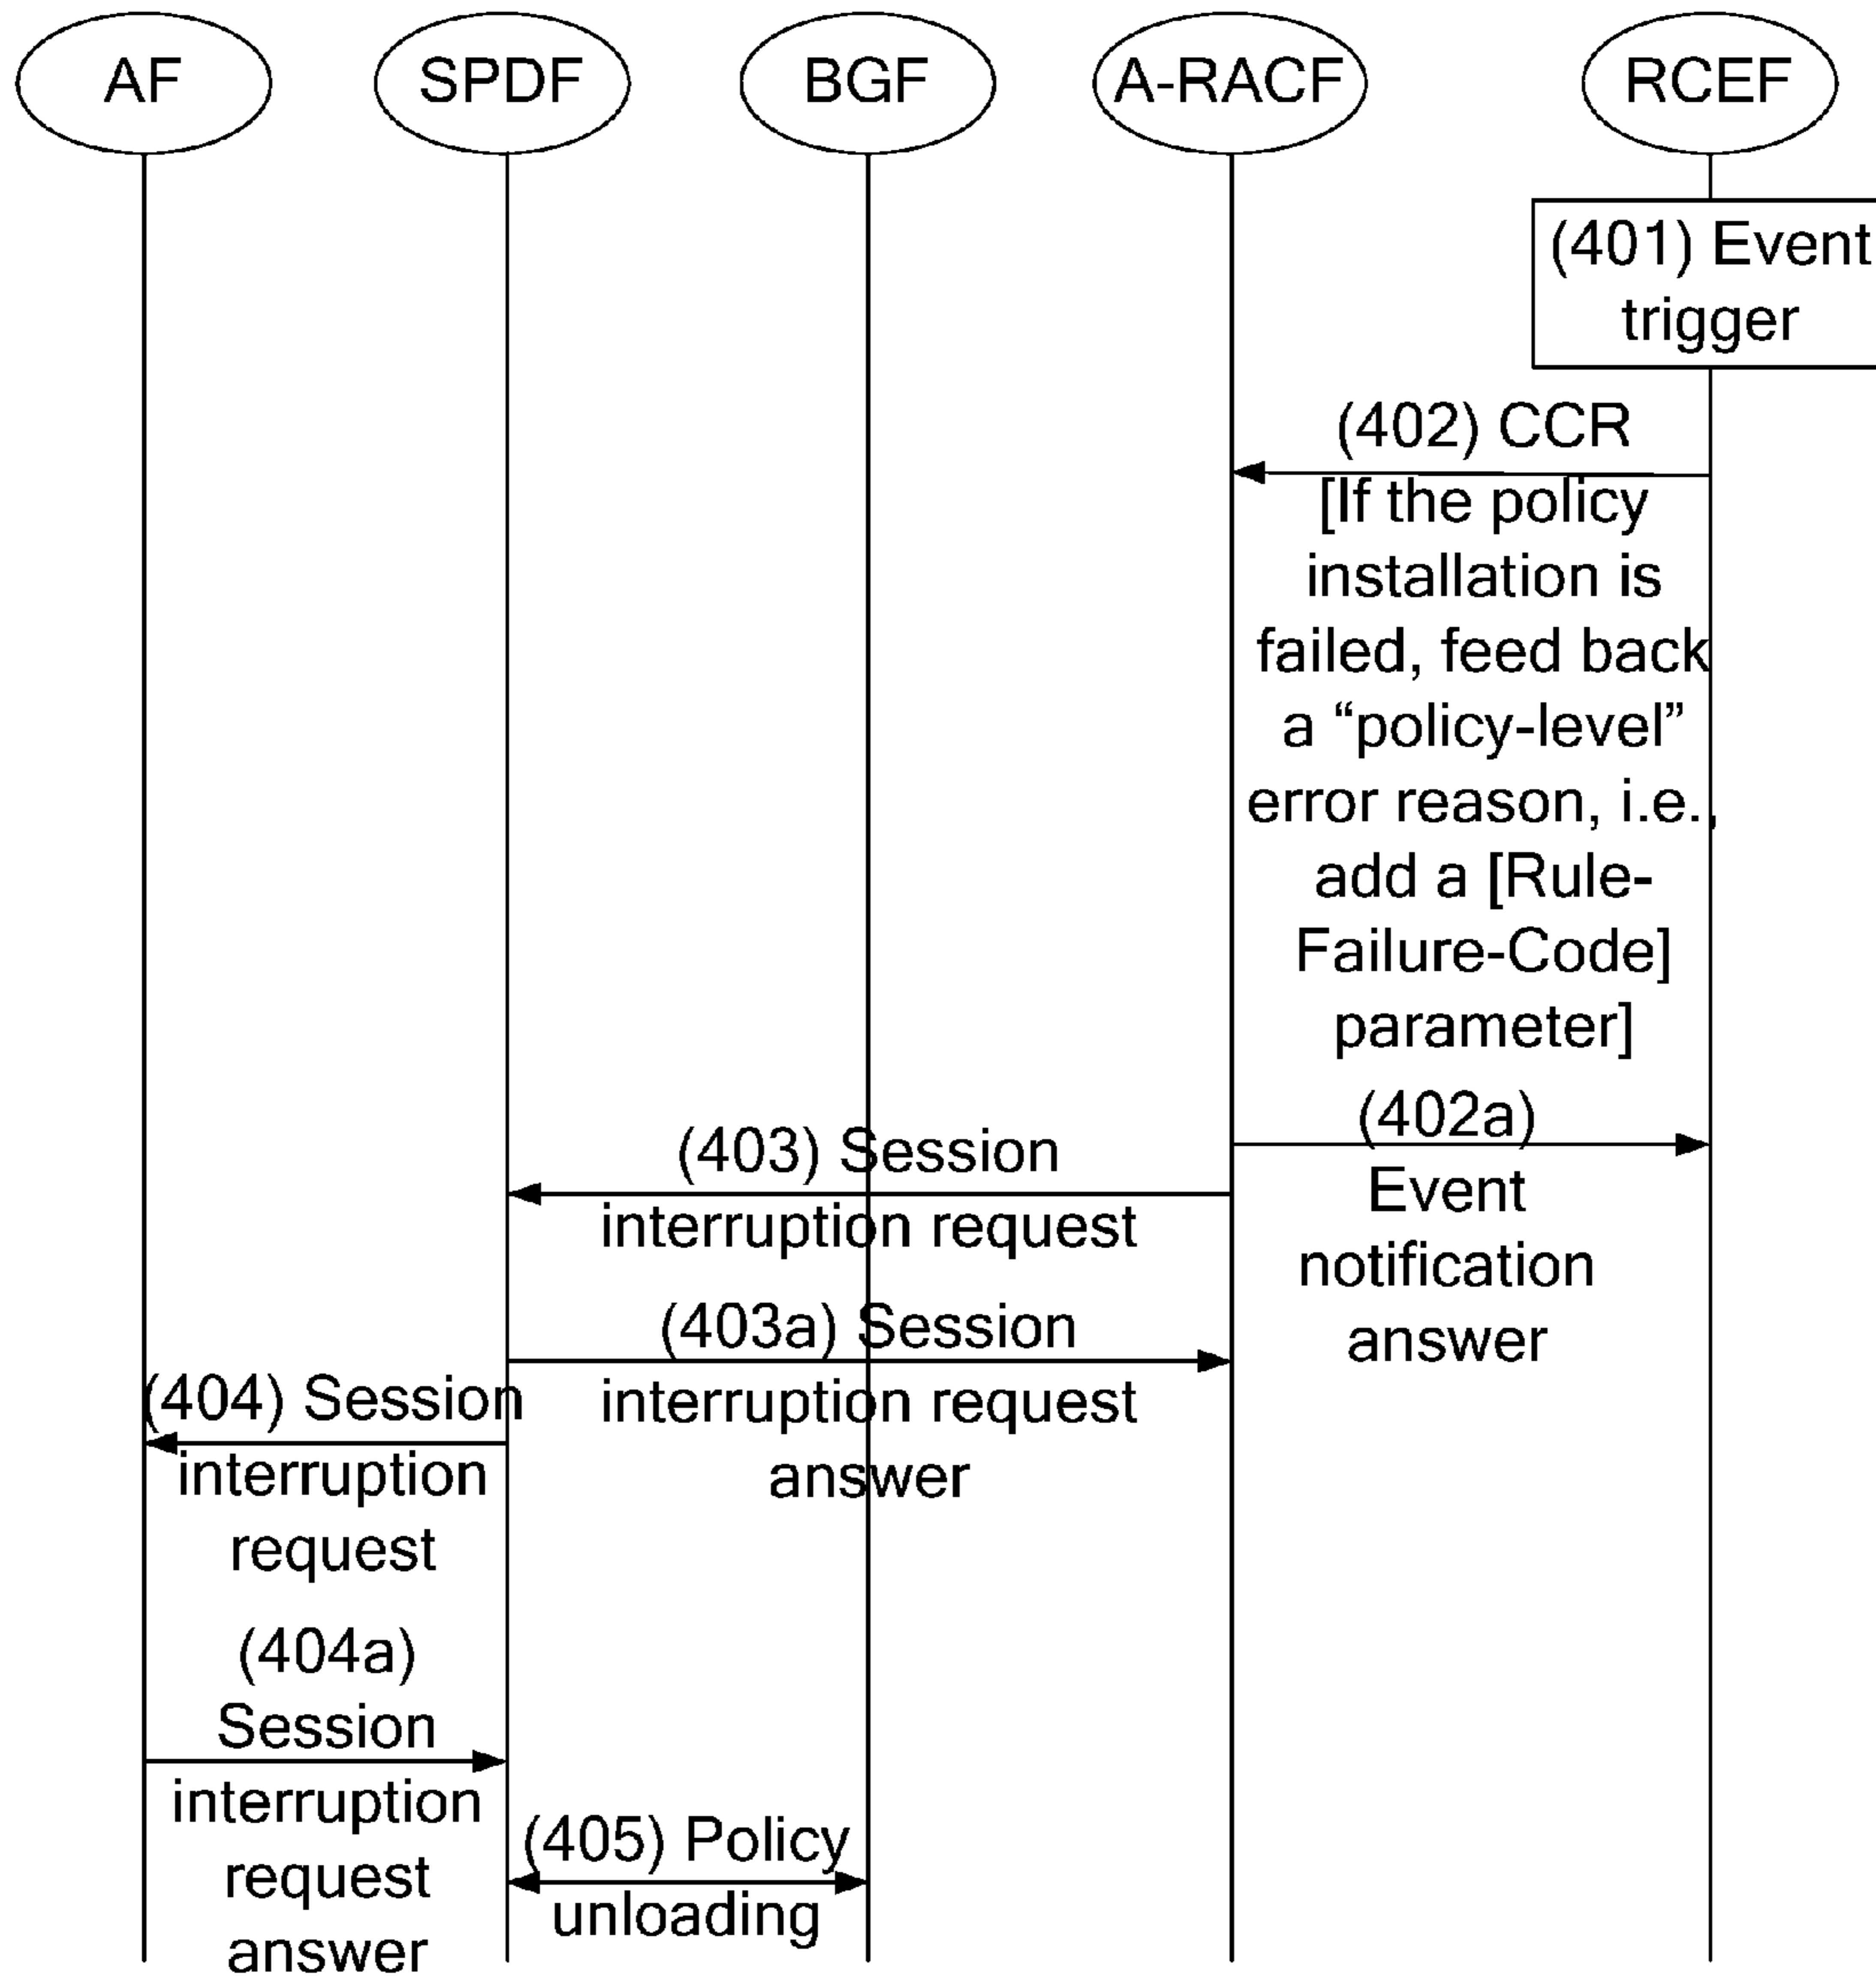 AF
SPDF
BGF
A-RACF
RCEF
(401) Event
trigger
(402) CCR
[If the policy
installation is
failed, feed back
a “policy-level”
error reason, i.e.,
add a [Rule-
Failure-Code]
parameter]
(402a)
Event
notification
answer
(403) Session
interruption request
(403a) Session
interruption request
answer
(404) Session
interruption
request
(404a)
Session
interruption
request
answer
(405) Policy
unloading